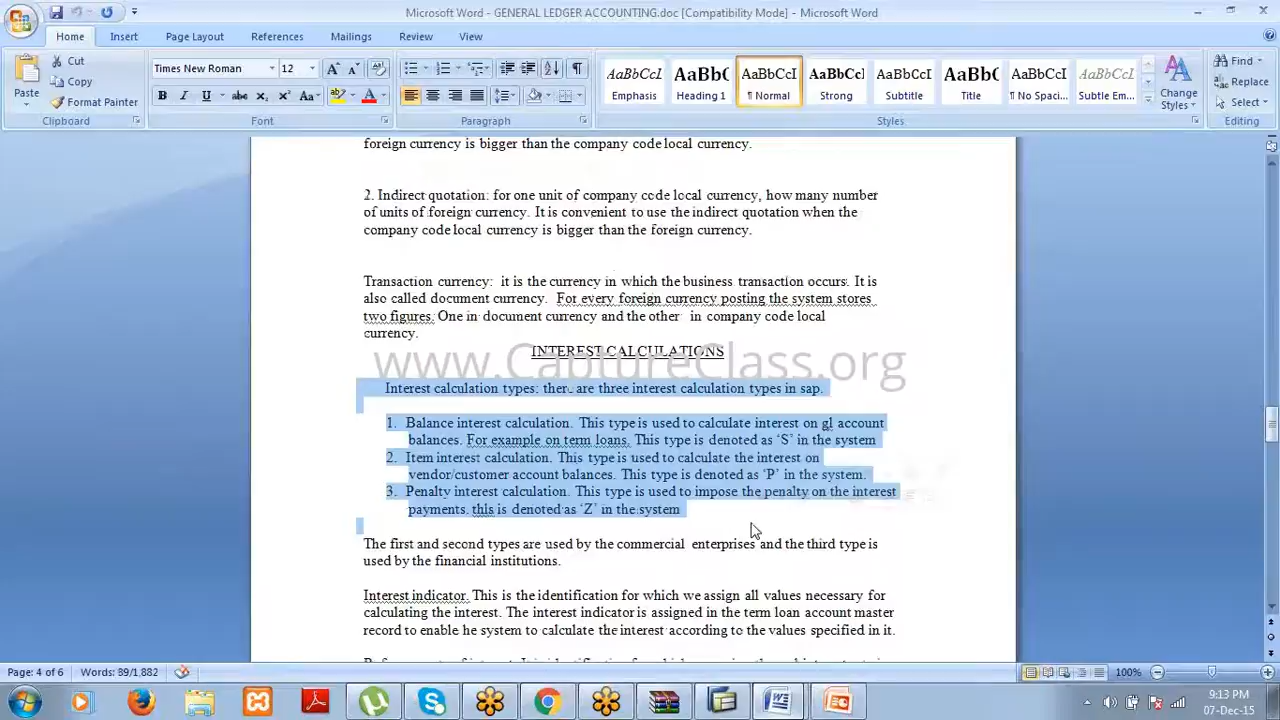 Microsoft Word - GENERAL LEDGER ACCOUNTING.doc [Compatibility Mode] - Microsoft Word
Home Insert Page Layout References Mailings Review View
Paste Cut Copy Format Painter
Times New Roman 12
AaBbCcI AaBbC AaBbCcI AaBbCcl AaBbCcI AaBbC AaBbCcI AaBbCcI
Emphasis Heading 1 ¶ Normal Strong Subtitle Title ¶ No Spaci... Subtle Em...
Change Styles
Find Replace Select
Clipboard Font Paragraph Styles Editing
foreign currency is bigger than the company code local currency.
2. Indirect quotation: for one unit of company code local currency, how many number
of units of foreign currency. It is convenient to use the indirect quotation when the
company code local currency is bigger than the foreign currency.
Transaction currency: it is the currency in which the business transaction occurs. It is
also called document currency. For every foreign currency posting the system stores
two figures. One in document currency and the other in company code local
currency.
INTEREST CALCULATIONS
www.CaptureClass.org
Interest calculation types: there are three interest calculation types in sap.
1. Balance interest calculation. This type is used to calculate interest on gl account
balances. For example on term loans. This type is denoted as ‘S’ in the system
2. Item interest calculation. This type is used to calculate the interest on
vendor/customer account balances. This type is denoted as ‘P’ in the system.
3. Penalty interest calculation. This type is used to impose the penalty on the interest
payments. this is denoted as ‘Z’ in the system
The first and second types are used by the commercial enterprises and the third type is
used by the financial institutions.
Interest indicator. This is the identification for which we assign all values necessary for
calculating the interest. The interest indicator is assigned in the term loan account master
record to enable he system to calculate the interest according to the values specified in it.
Page: 4 of 6 Words: 89/1,882 100%
9:13 PM
07-Dec-15